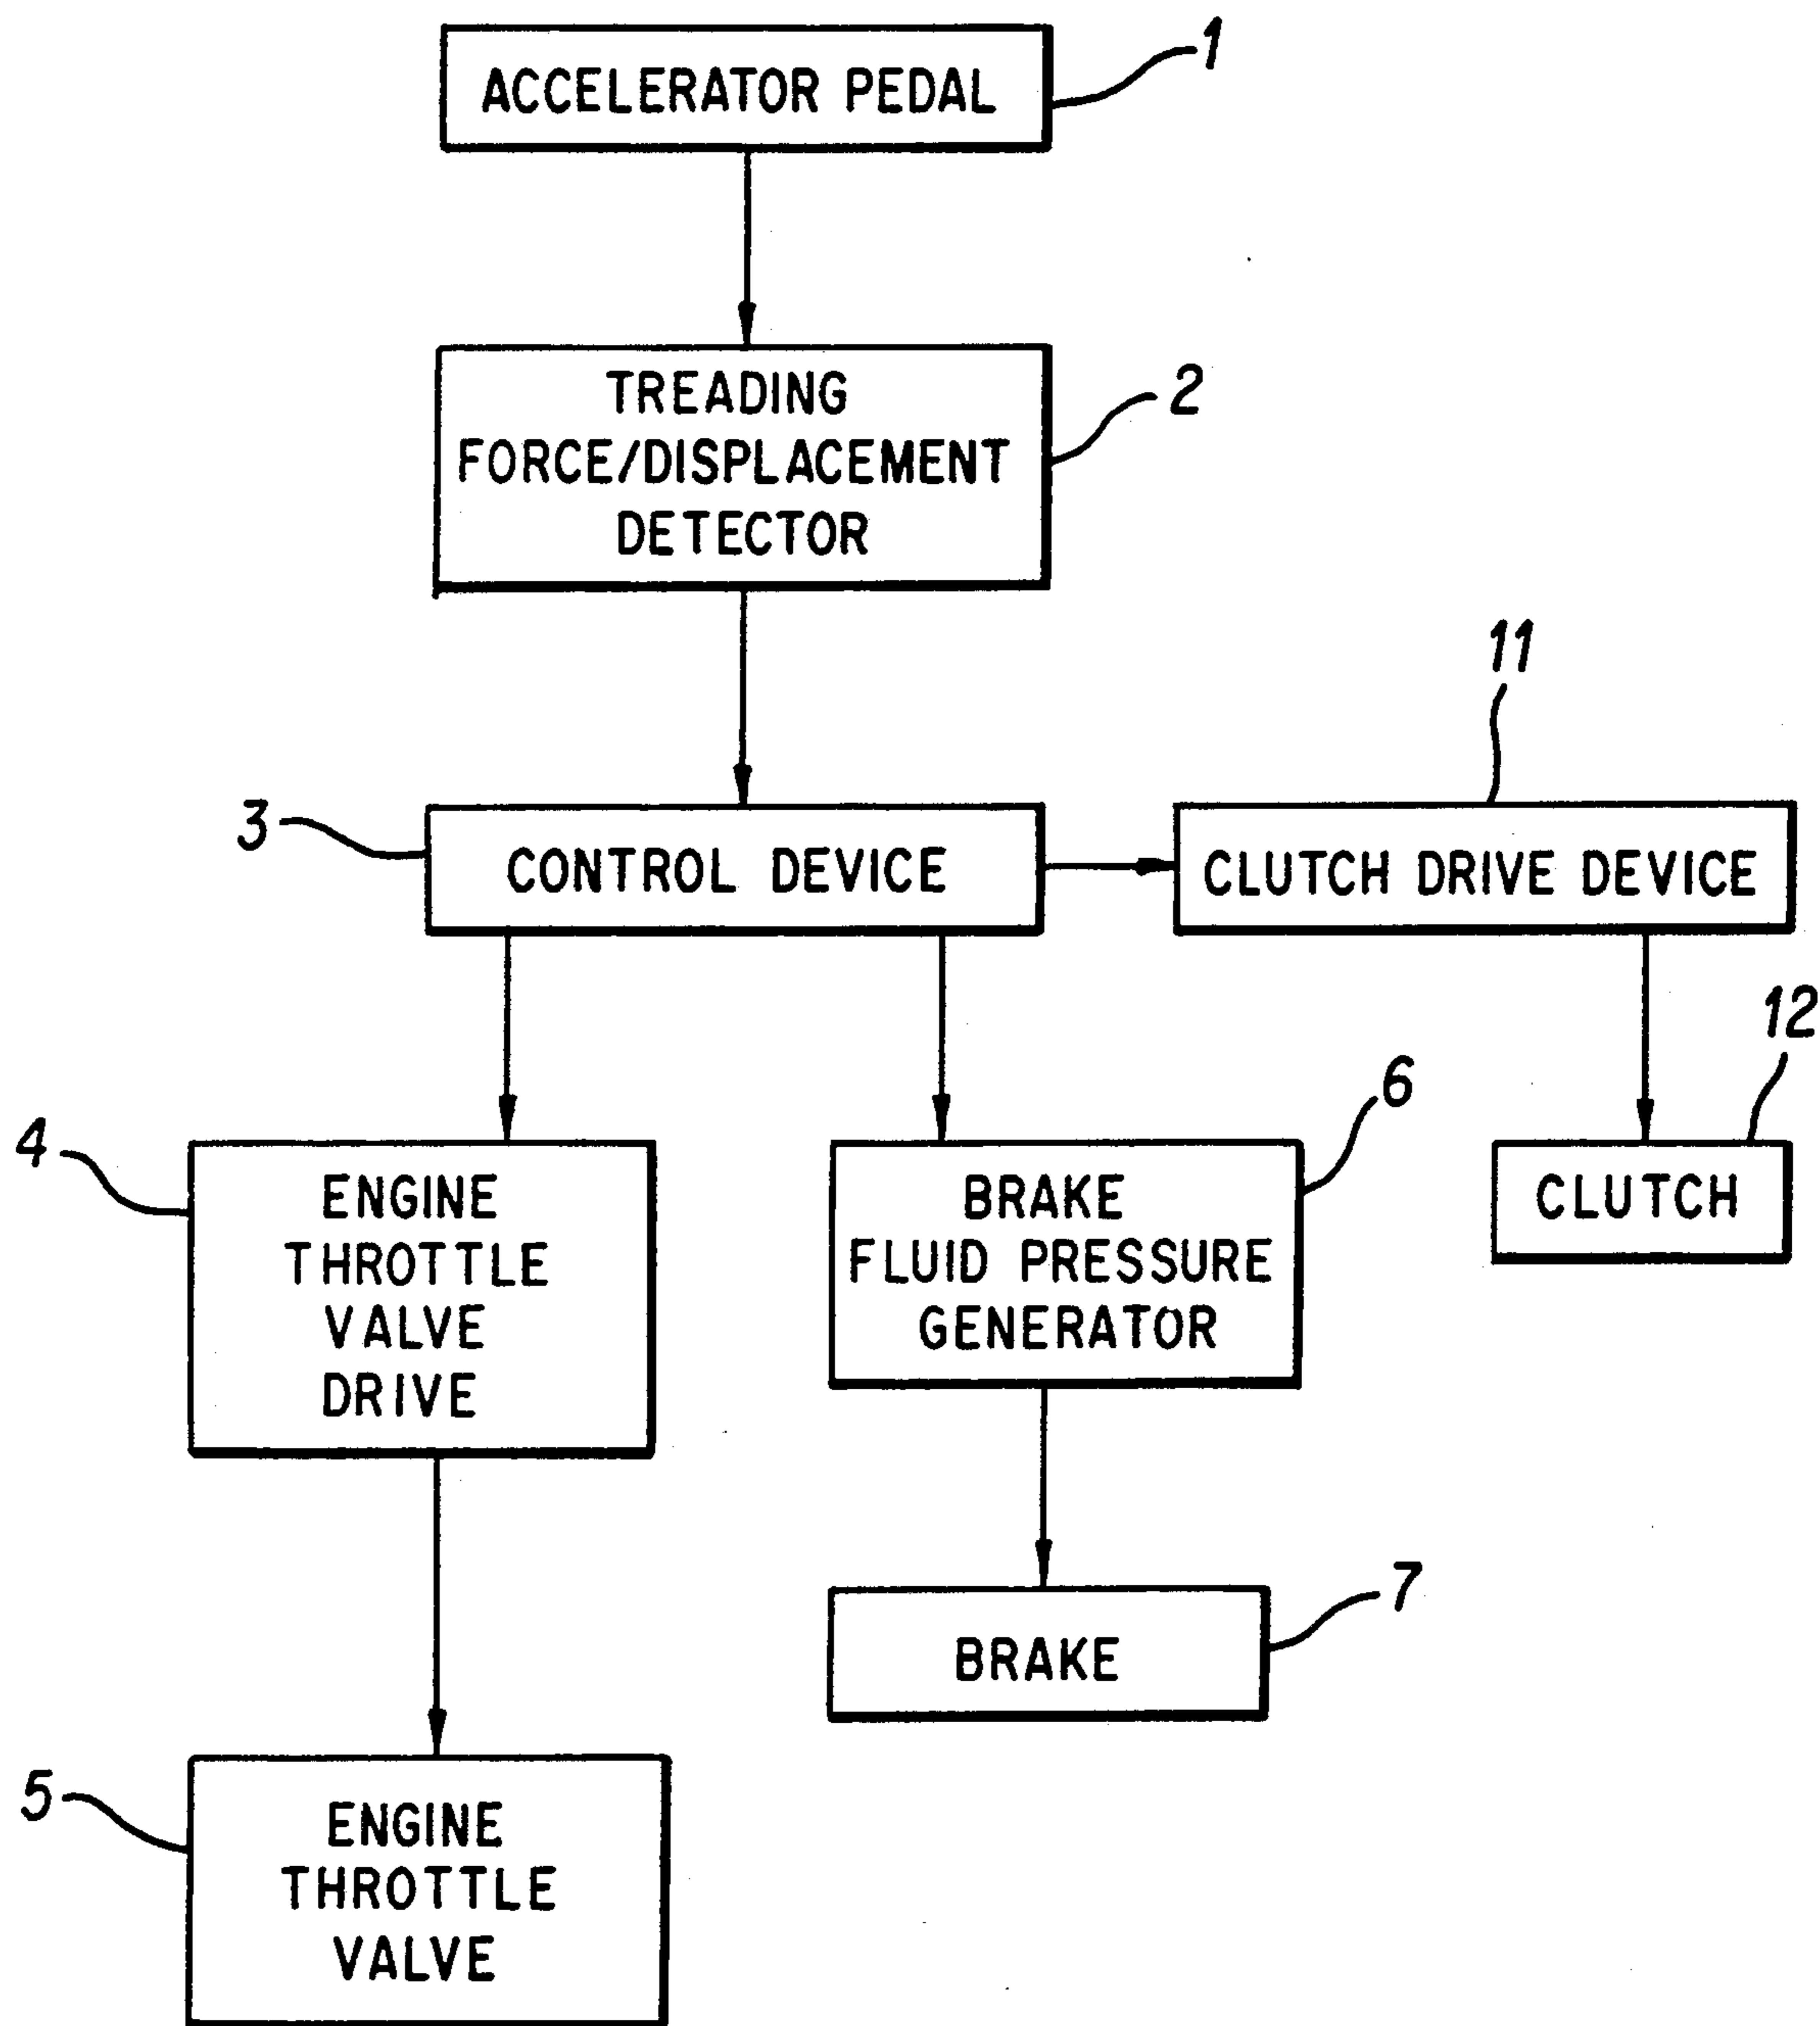 ACCELERATOR PEDAL
1
TREADING
FORCE/DISPLACEMENT
DETECTOR
2
11
3
CONTROL DEVICE
CLUTCH DRIVE DEVICE
4
ENGINE
THROTTLE
VALVE
DRIVE
BRAKE
FLUID PRESSURE
GENERATOR
6
12
CLUTCH
BRAKE
7
5
ENGINE
THROTTLE
VALVE